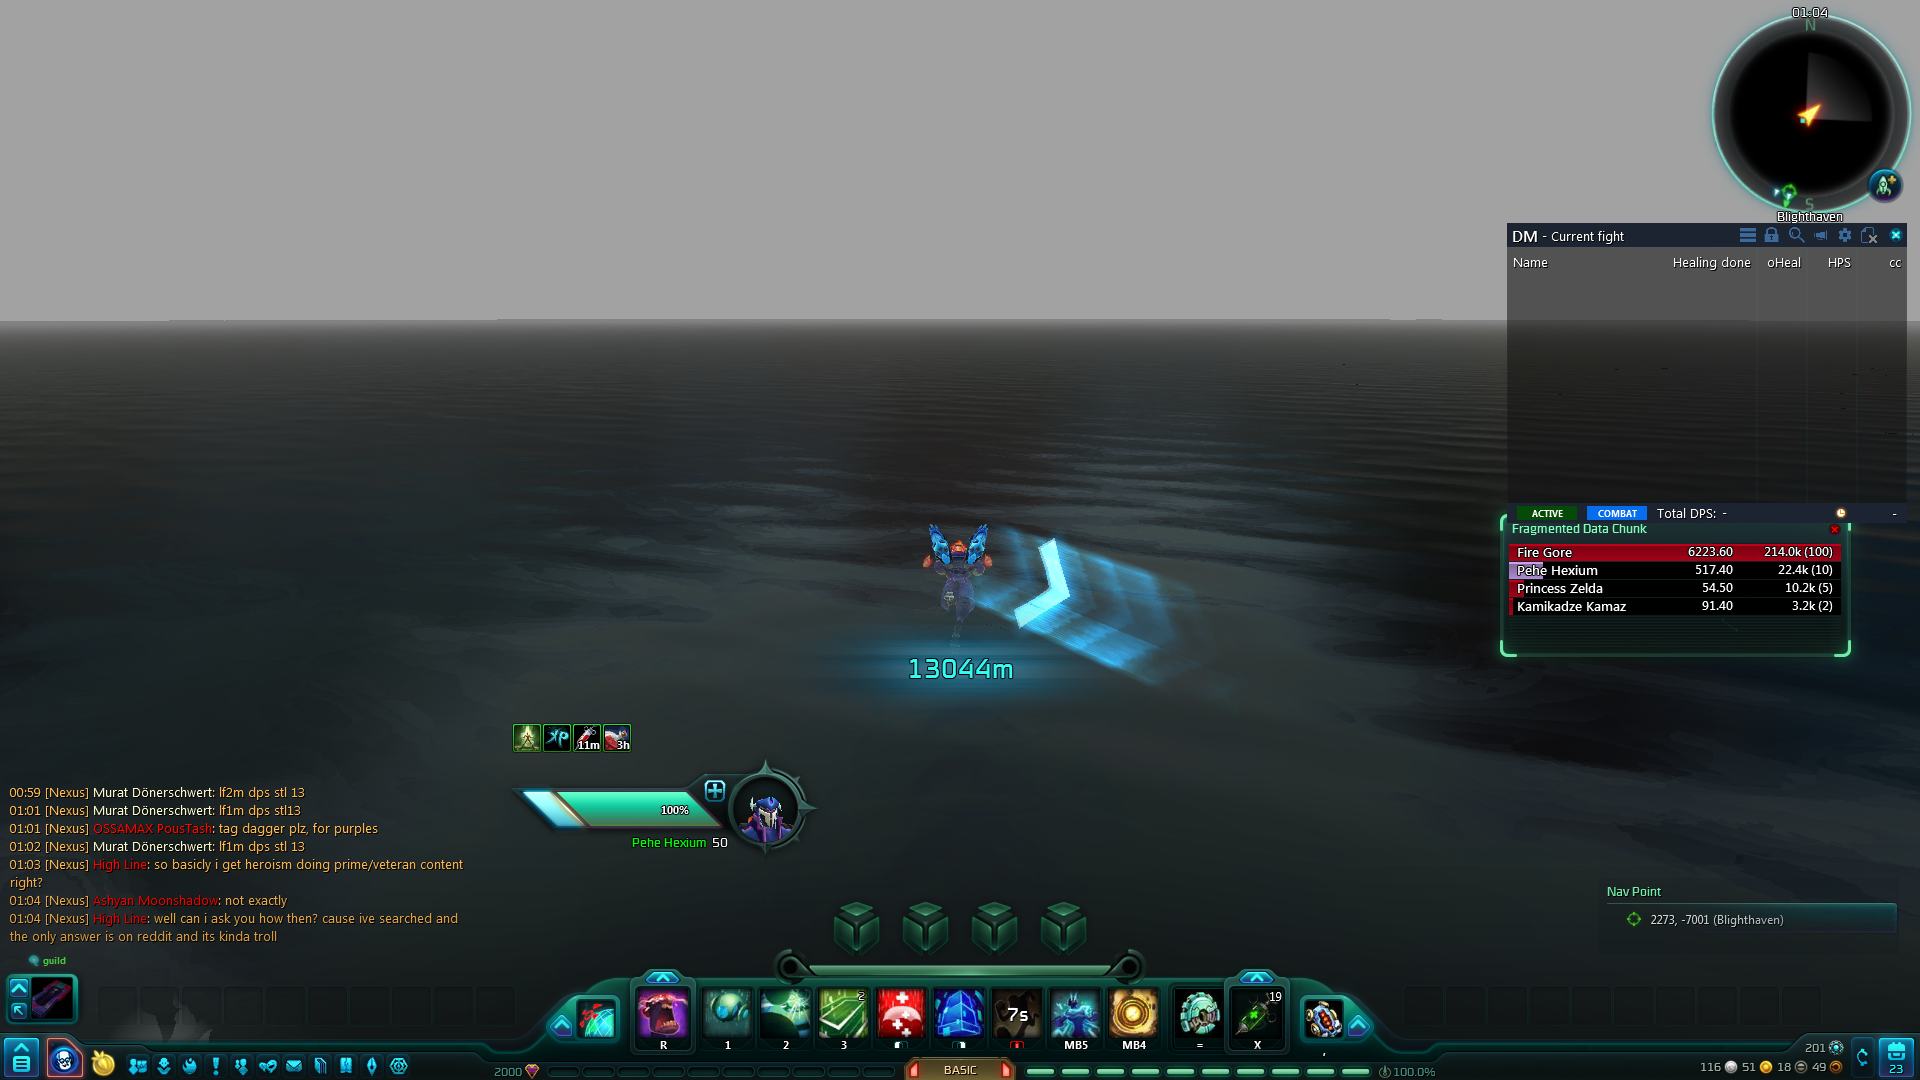 01:04
N
S
Blighthaven
DM - Current fight
Name Healing done oHeal HPS cc
ACTIVE COMBAT Total DPS: - -
Fragmented Data Chunk
Fire Gore 6223.60 214.0k (100)
Pehe Hexium 517.40 22.4k (10)
Princess Zelda 54.50 10.2k (5)
Kamikadze Kamaz 91.40 3.2k (2)
13044m
XP 11m 3h
100%
Pehe Hexium 50
00:59 [Nexus] Murat Dönerschwert: lf2m dps stl 13
01:01 [Nexus] Murat Dönerschwert: lf1m dps stl13
01:01 [Nexus] OSSAMAX PousTash: tag dagger plz, for purples
01:02 [Nexus] Murat Dönerschwert: lf1m dps stl 13
01:03 [Nexus] High Line: so basicly i get heroism doing prime/veteran content
right?
01:04 [Nexus] Ashyan Moonshadow: not exactly
01:04 [Nexus] High Line: well can i ask you how then? cause ive searched and
the only answer is on reddit and its kinda troll
guild
Nav Point
2273, -7001 (Blighthaven)
2 7s 19
R 1 2 3 MB5 MB4 = X
2000 BASIC 100.0%
201
116 51 18 49
23